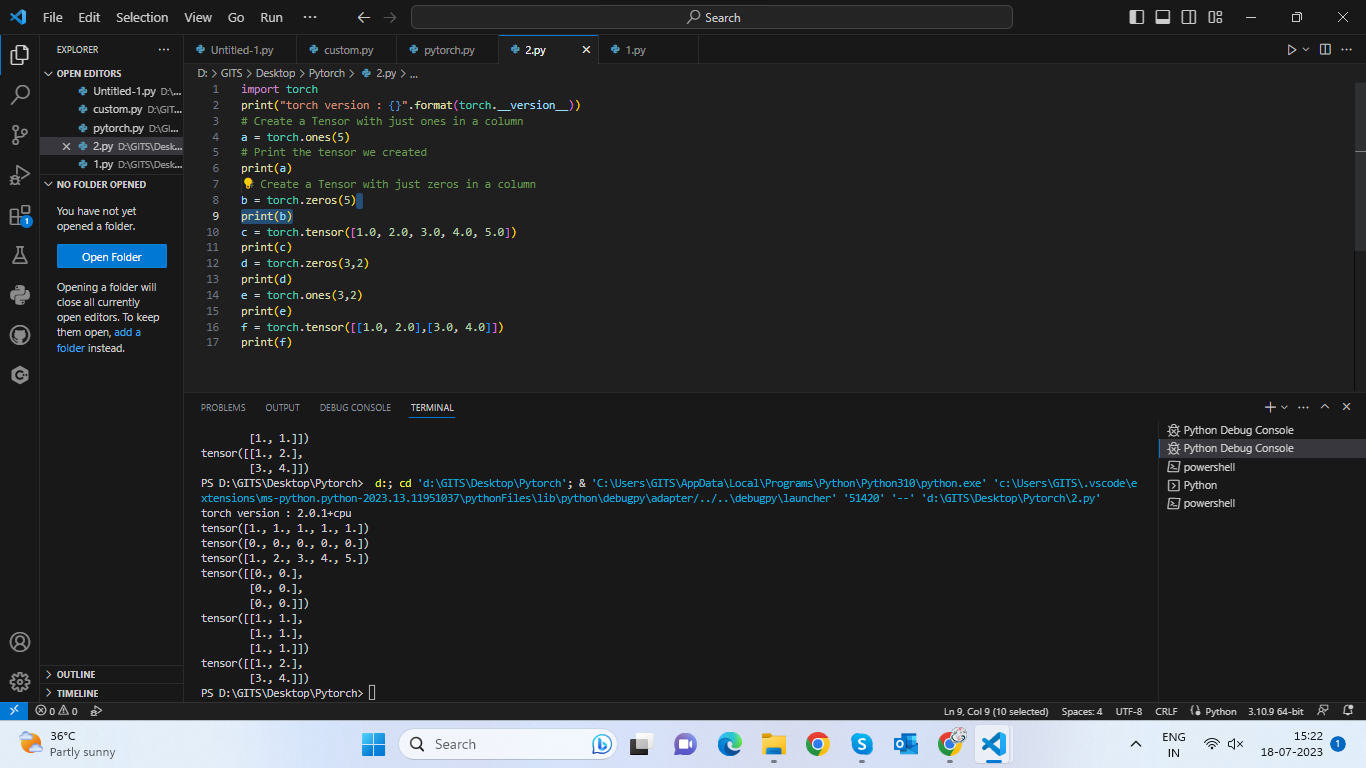 File Edit Selection View Go Run ··· Search
EXPLORER ···
OPEN EDITORS
Untitled-1.py D:\...
custom.py D:\GIT...
pytorch.py D:\GI...
2.py D:\GITS\Desk...
1.py D:\GITS\Desk...
NO FOLDER OPENED
You have not yet
opened a folder.
Open Folder
Opening a folder will
close all currently
open editors. To keep
them open, add a
folder instead.
OUTLINE
TIMELINE
1
Untitled-1.py custom.py pytorch.py 2.py 1.py
D: > GITS > Desktop > Pytorch > 2.py > ...
1 import torch
2 print("torch version : {}".format(torch.__version__))
3 # Create a Tensor with just ones in a column
4 a = torch.ones(5)
5 # Print the tensor we created
6 print(a)
7 Create a Tensor with just zeros in a column
8 b = torch.zeros(5)
9 print(b)
10 c = torch.tensor([1.0, 2.0, 3.0, 4.0, 5.0])
11 print(c)
12 d = torch.zeros(3,2)
13 print(d)
14 e = torch.ones(3,2)
15 print(e)
16 f = torch.tensor([[1.0, 2.0],[3.0, 4.0]])
17 print(f)
PROBLEMS OUTPUT DEBUG CONSOLE TERMINAL
[1., 1.]])
tensor([[1., 2.],
[3., 4.]])
PS D:\GITS\Desktop\Pytorch> d:; cd 'd:\GITS\Desktop\Pytorch'; & 'C:\Users\GITS\AppData\Local\Programs\Python\Python310\python.exe' 'c:\Users\GITS\.vscode\e
xtensions\ms-python.python-2023.13.11951037\pythonFiles\lib\python\debugpy\adapter/../..\debugpy\launcher' '51420' '--' 'd:\GITS\Desktop\Pytorch\2.py'
torch version : 2.0.1+cpu
tensor([1., 1., 1., 1., 1.])
tensor([0., 0., 0., 0., 0.])
tensor([1., 2., 3., 4., 5.])
tensor([[0., 0.],
[0., 0.],
[0., 0.]])
tensor([[1., 1.],
[1., 1.],
[1., 1.]])
tensor([[1., 2.],
[3., 4.]])
PS D:\GITS\Desktop\Pytorch>
Python Debug Console
Python Debug Console
powershell
Python
powershell
0 0 Ln 9, Col 9 (10 selected) Spaces: 4 UTF-8 CRLF Python 3.10.9 64-bit
36°C
Partly sunny
Search
ENG
IN
15:22
18-07-2023
1